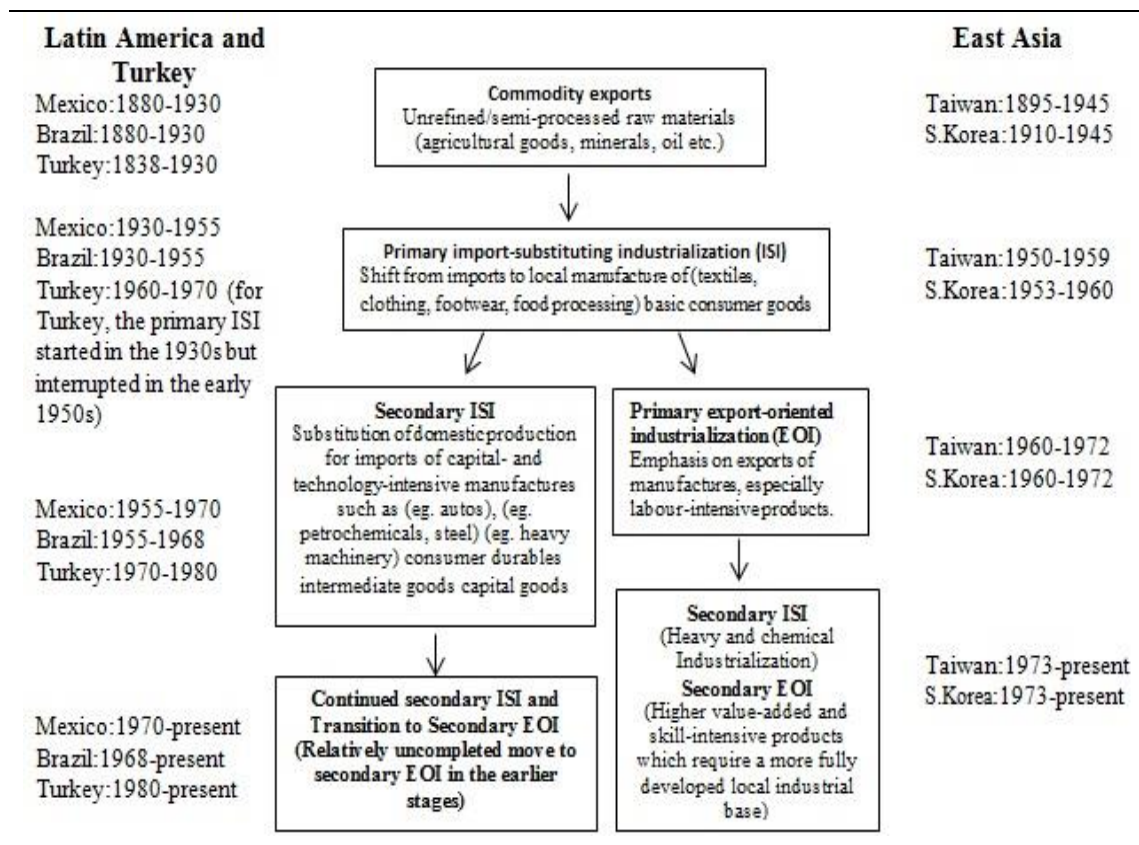 Latin America and
Turkey
Mexico:1880-1930
Brazil:1880-1930
Turkey:1838-1930
Mexico:1930-1955
Brazil:1930-1955
Turkey:1960-1970 (for
Turkey, the primary ISI
started in the 1930s but
interrupted in the early
1950s)
Mexico:1955-1970
Brazil:1955-1968
Turkey:1970-1980
Mexico:1970-present
Brazil:1968-present
Turkey:1980-present
Commodity exports
Unrefined/semi-processed raw materials
(agricultural goods, minerals, oil etc.)
Primary import-substituting industrialization (ISI)
Shift from imports to local manufacture of(textiles,
clothing, footwear, food processing) basic consumer goods
Secondary ISI
Substitution of domestic production
for imports of capital- and
technology-intensive manufactures
such as (eg. autos), (eg.
petrochemicals, steel) (eg. heavy
machinery) consumer durables
intermediate goods capital goods
Continued secondary ISI and
Transition to Secondary EOI
(Relatively uncompleted move to
secondary EOI in the earlier
stages)
Primary export-oriented
industrialization (EOI)
Emphasis on exports of
manufactures, especially
labour-intensive products.
Secondary ISI
(Heavy and chemical
Industrialization)
Secondary EOI
(Higher value-added and
skill-intensive products
which require a more fully
developed local industrial
base)
East Asia
Taiwan:1895-1945
S.Korea:1910-1945
Taiwan:1950-1959
S.Korea:1953-1960
Taiwan:1960-1972
S.Korea:1960-1972
Taiwan:1973-present
S.Korea:1973-present